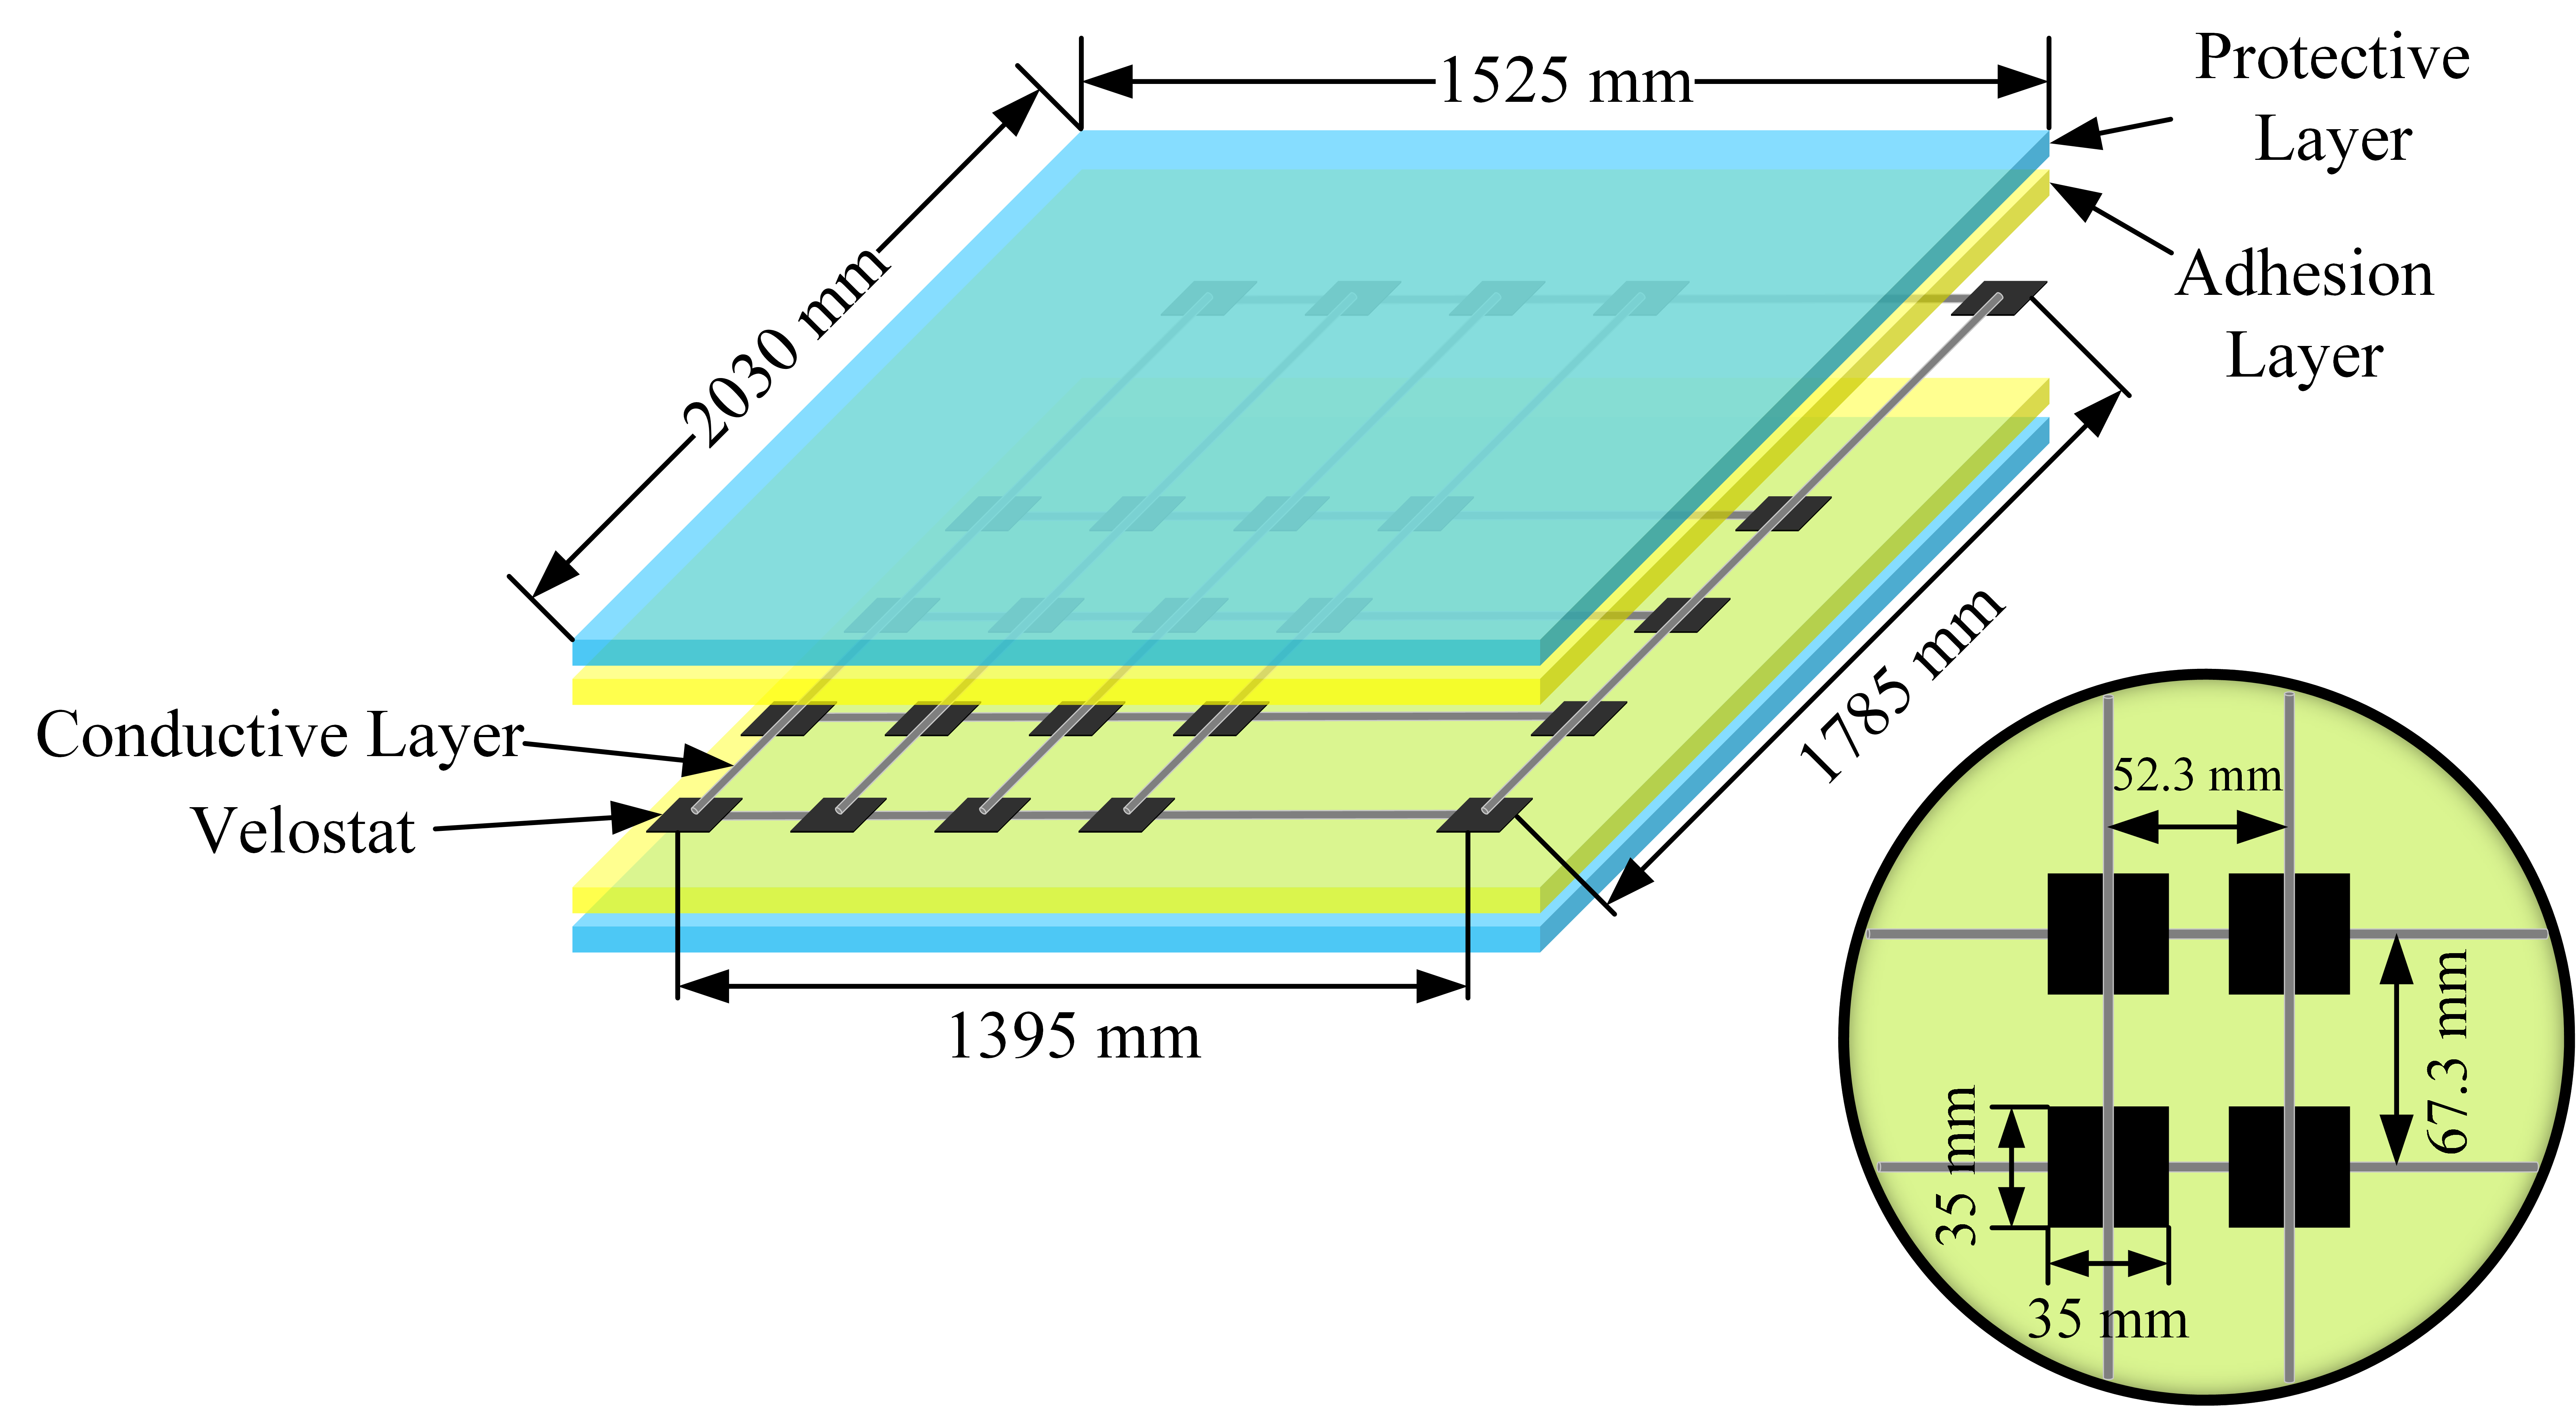 1525 mm
Protective
Layer
2030 mm
Adhesion
Layer
1785 mm
Conductive Layer
Velostat
1395 mm
52.3 mm
67.3 mm
35 mm
35 mm